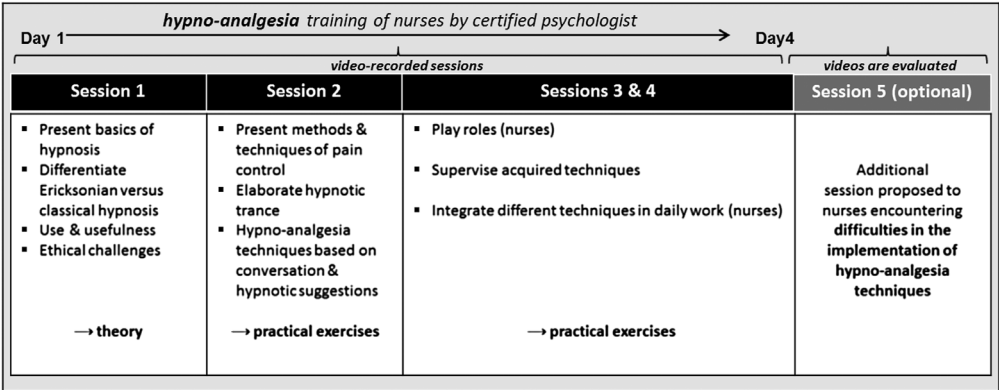 hypno-analgesia training of nurses by certified psychologist
Day 1
Day4
video-recorded sessions
videos are evaluated
Session 1
Session 2
Sessions 3 & 4
Session 5 (optional)
▪ Present basics of
hypnosis
▪ Differentiate
Ericksonian versus
classical hypnosis
▪ Use & usefulness
▪ Ethical challenges
→ theory
▪ Present methods &
techniques of pain
control
▪ Elaborate hypnotic
trance
▪ Hypno-analgesia
techniques based on
conversation &
hypnotic suggestions
→ practical exercises
▪ Play roles (nurses)
▪ Supervise acquired techniques
▪ Integrate different techniques in daily work (nurses)
→ practical exercises
Additional
session proposed to
nurses encountering
difficulties in the
implementation of
hypno-analgesia
techniques